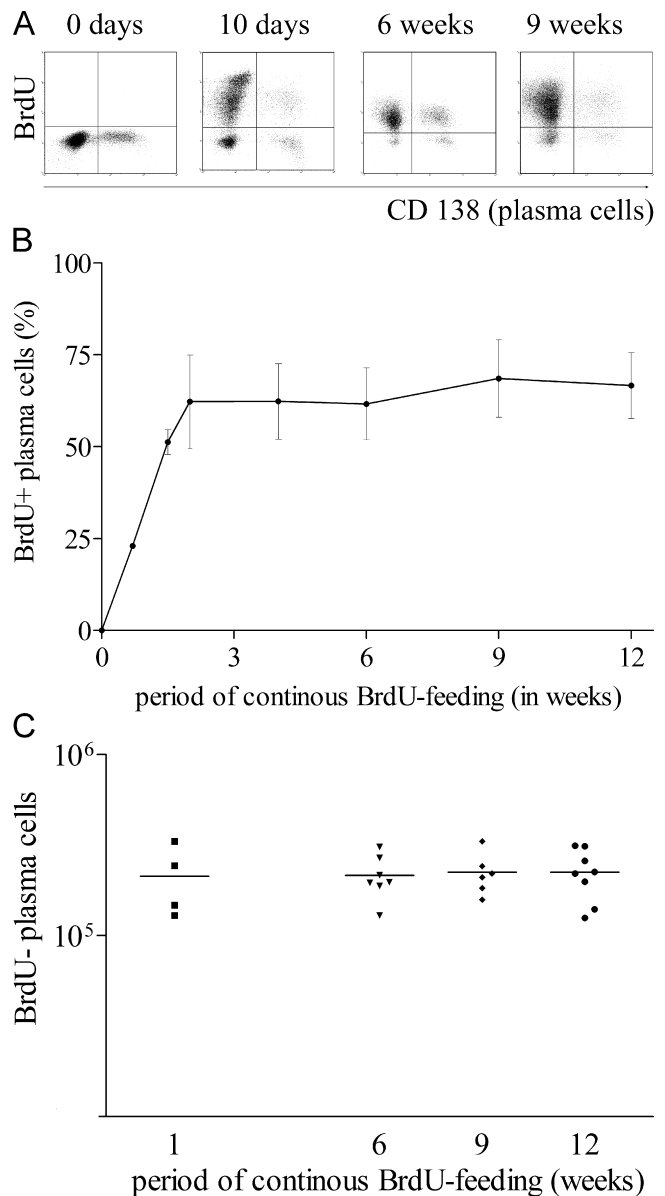 A
0 days 10 days 6 weeks 9 weeks
BrdU
CD 138 (plasma cells)
B
BrdU+ plasma cells (%)
100
75
50
25
0
0 3 6 9 12
period of continous BrdU-feeding (in weeks)
C
BrdU- plasma cells
10⁶
10⁵
1 6 9 12
period of continous BrdU-feeding (weeks)